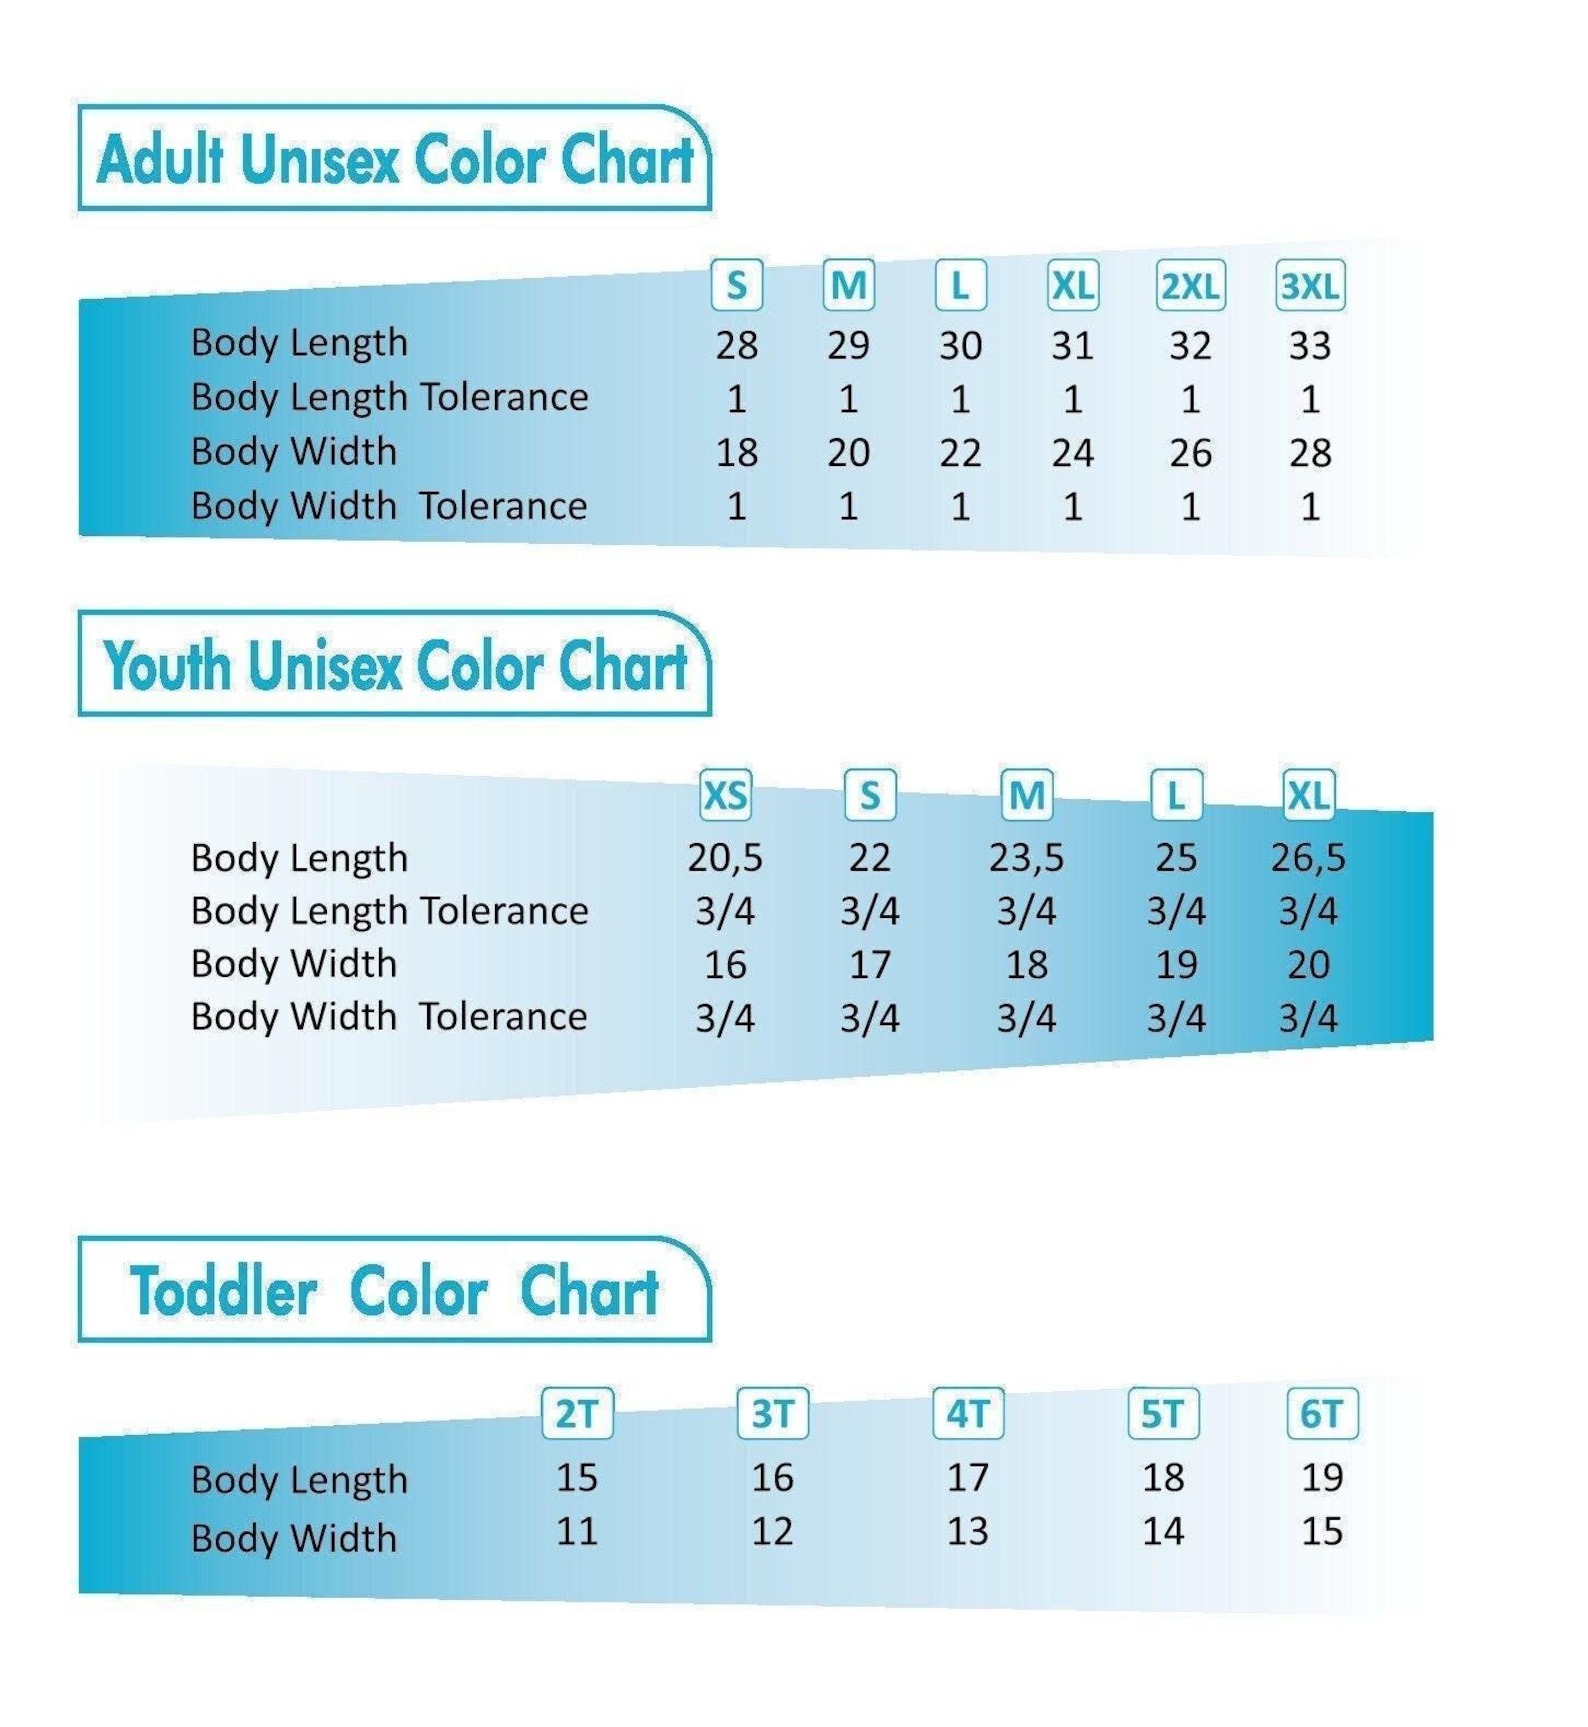 Adult Unisex Color Chart
S M L XL 2XL 3XL
Body Length 28 29 30 31 32 33
Body Length Tolerance 1 1 1 1 1 1
Body Width 18 20 22 24 26 28
Body Width Tolerance 1 1 1 1 1 1
Youth Unisex Color Chart
XS S M L XL
Body Length 20,5 22 23,5 25 26,5
Body Length Tolerance 3/4 3/4 3/4 3/4 3/4
Body Width 16 17 18 19 20
Body Width Tolerance 3/4 3/4 3/4 3/4 3/4
Toddler Color Chart
2T 3T 4T 5T 6T
Body Length 15 16 17 18 19
Body Width 11 12 13 14 15